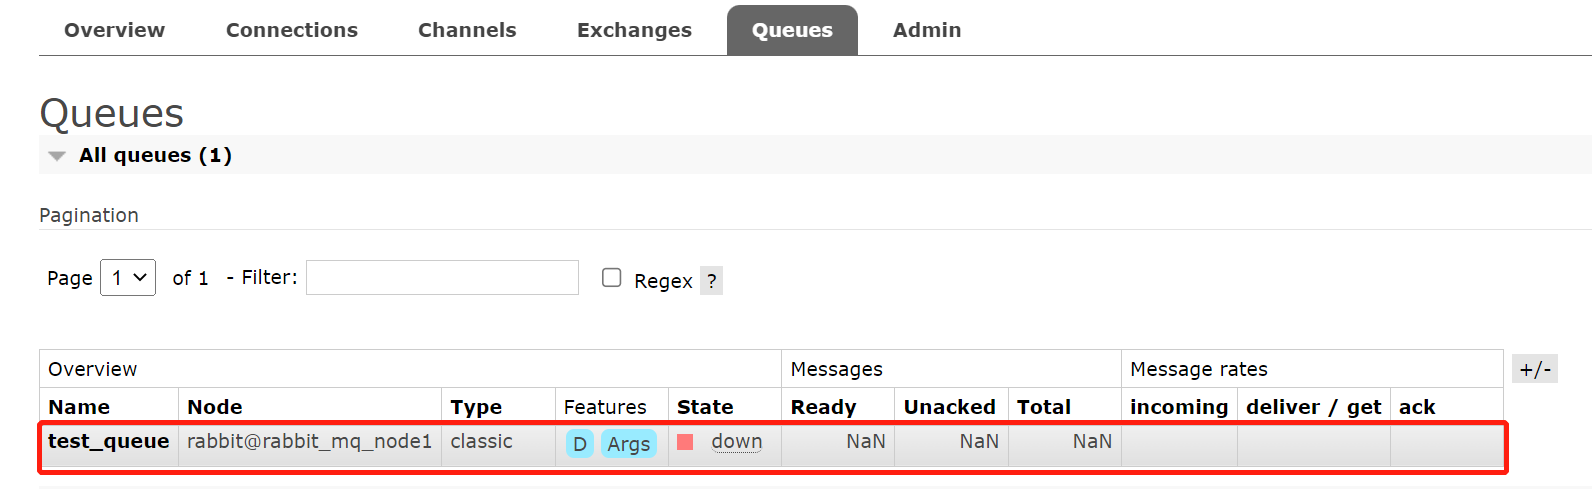 Overview Connections Channels Exchanges Queues Admin
Queues
All queues (1)
Pagination
Page 1 of 1 - Filter: Regex ?
Overview Messages Message rates +/-
Name Node Type Features State Ready Unacked Total incoming deliver / get ack
test_queue rabbit@rabbit_mq_node1 classic D Args down NaN NaN NaN